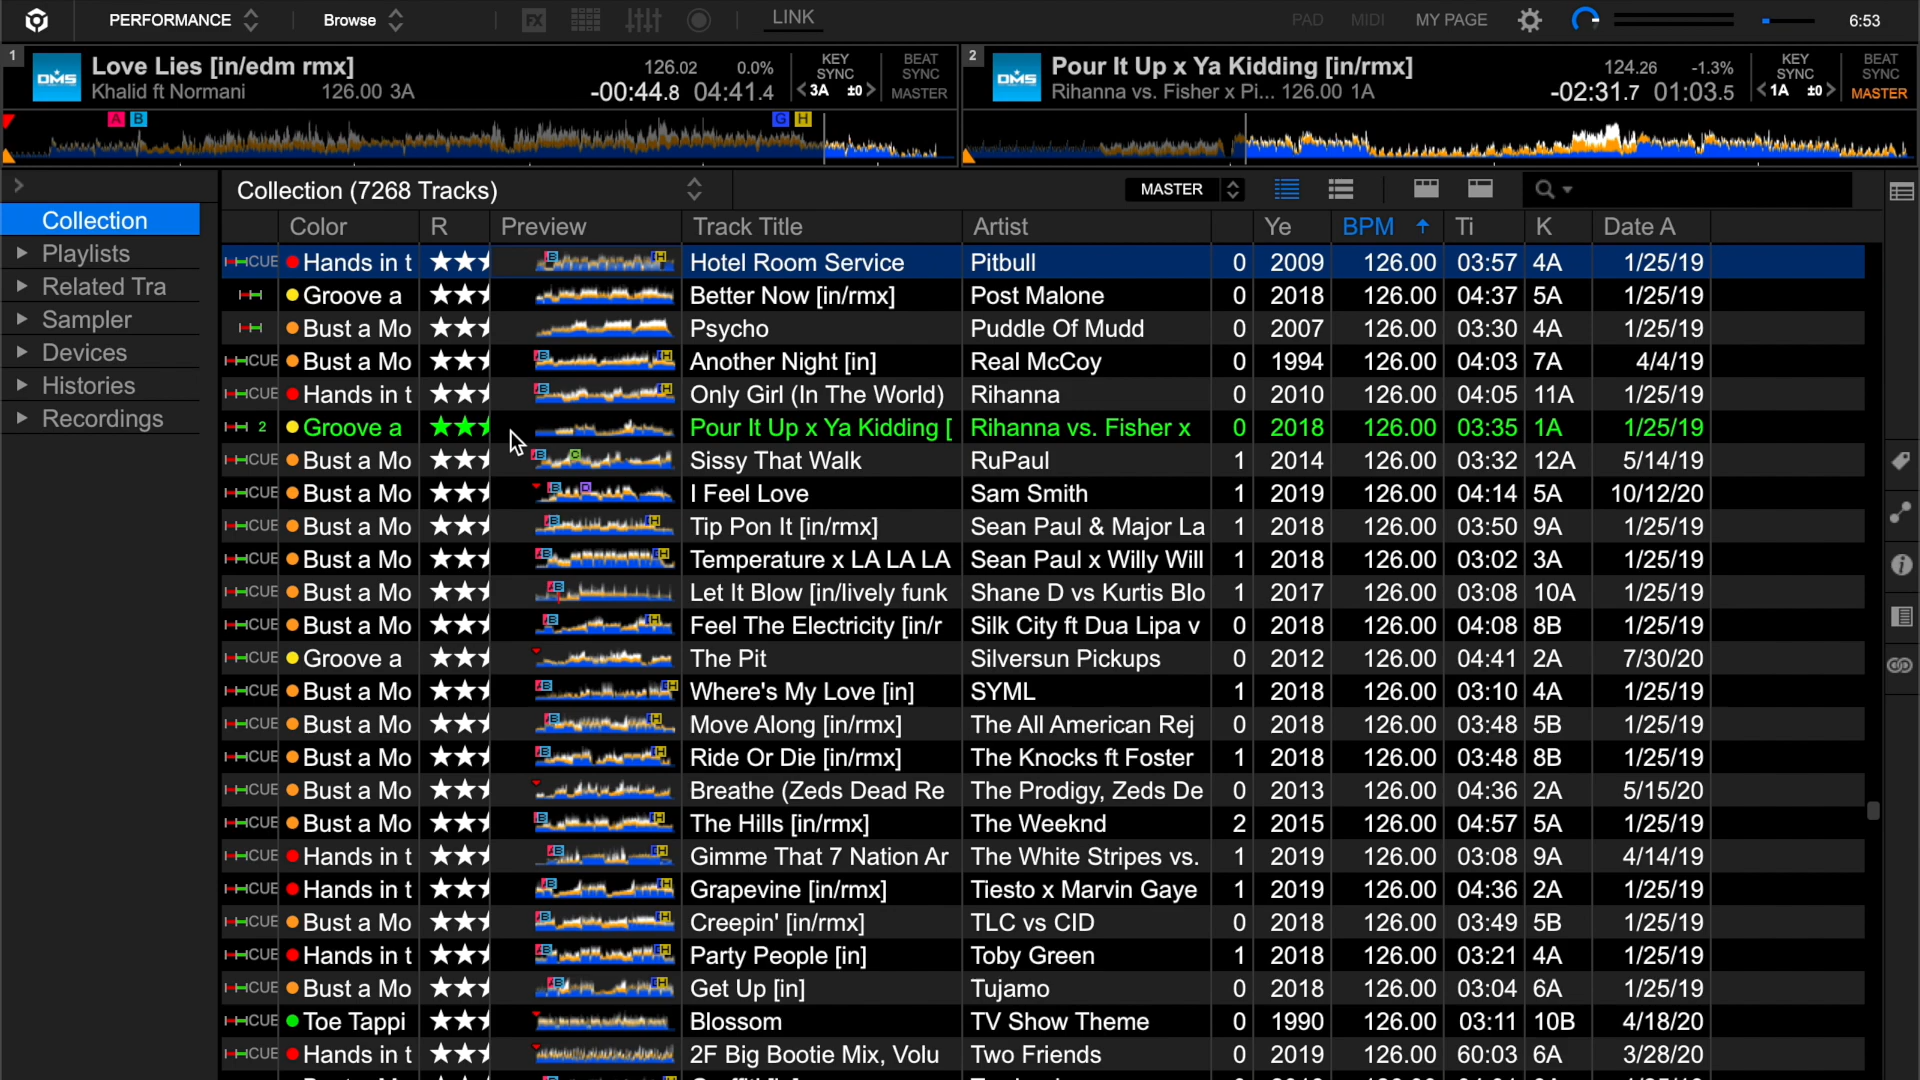 PERFORMANCE Browse FX LINK PAD MIDI MY PAGE 6:53
1 DMS Love Lies [in/edm rmx] 126.02 0.0% KEY SYNC BEAT SYNC
Khalid ft Normani 126.00 3A -00:44.8 04:41.4 < 3A ±0 > MASTER
A B G H
2 DMS Pour It Up x Ya Kidding [in/rmx] 124.26 -1.3% KEY SYNC BEAT SYNC
Rihanna vs. Fisher x Pi... 126.00 1A -02:31.7 01:03.5 < 1A ±0 > MASTER
Collection (7268 Tracks) MASTER
Collection
Playlists
Related Tra
Sampler
Devices
Histories
Recordings
Color R Preview Track Title Artist Ye BPM Ti K Date A
CUE Hands in t ★★★ B H Hotel Room Service Pitbull 0 2009 126.00 03:57 4A 1/25/19
Groove a ★★★ Better Now [in/rmx] Post Malone 0 2018 126.00 04:37 5A 1/25/19
Bust a Mo ★★★ Psycho Puddle Of Mudd 0 2007 126.00 03:30 4A 1/25/19
CUE Bust a Mo ★★★ B H Another Night [in] Real McCoy 0 1994 126.00 04:03 7A 4/4/19
CUE Hands in t ★★★ B H Only Girl (In The World) Rihanna 0 2010 126.00 04:05 11A 1/25/19
2 Groove a ★★★ Pour It Up x Ya Kidding [ Rihanna vs. Fisher x 0 2018 126.00 03:35 1A 1/25/19
CUE Bust a Mo ★★★ B C Sissy That Walk RuPaul 1 2014 126.00 03:32 12A 5/14/19
CUE Bust a Mo ★★★ B D I Feel Love Sam Smith 1 2019 126.00 04:14 5A 10/12/20
CUE Bust a Mo ★★★ B H Tip Pon It [in/rmx] Sean Paul & Major La 1 2018 126.00 03:50 9A 1/25/19
CUE Bust a Mo ★★★ B H Temperature x LA LA LA Sean Paul x Willy Will 1 2018 126.00 03:02 3A 1/25/19
CUE Bust a Mo ★★★ B Let It Blow [in/lively funk Shane D vs Kurtis Blo 1 2017 126.00 03:08 10A 1/25/19
CUE Bust a Mo ★★★ B H Feel The Electricity [in/r Silk City ft Dua Lipa v 0 2018 126.00 04:08 8B 1/25/19
CUE Groove a ★★★ The Pit Silversun Pickups 0 2012 126.00 04:41 2A 7/30/20
CUE Bust a Mo ★★★ B H Where's My Love [in] SYML 1 2018 126.00 03:10 4A 1/25/19
CUE Bust a Mo ★★★ B H Move Along [in/rmx] The All American Rej 0 2018 126.00 03:48 5B 1/25/19
CUE Bust a Mo ★★★ B H Ride Or Die [in/rmx] The Knocks ft Foster 1 2018 126.00 03:48 8B 1/25/19
CUE Bust a Mo ★★★ Breathe (Zeds Dead Re The Prodigy, Zeds De 0 2013 126.00 04:36 2A 5/15/20
CUE Bust a Mo ★★★ B H The Hills [in/rmx] The Weeknd 2 2015 126.00 04:57 5A 1/25/19
CUE Hands in t ★★★ B H Gimme That 7 Nation Ar The White Stripes vs. 1 2019 126.00 03:08 9A 4/14/19
CUE Hands in t ★★★ B H Grapevine [in/rmx] Tiesto x Marvin Gaye 1 2019 126.00 04:36 2A 1/25/19
CUE Bust a Mo ★★★ B H Creepin' [in/rmx] TLC vs CID 0 2018 126.00 03:49 5B 1/25/19
CUE Hands in t ★★★ B H Party People [in] Toby Green 1 2018 126.00 03:21 4A 1/25/19
CUE Bust a Mo ★★★ B H Get Up [in] Tujamo 0 2018 126.00 03:04 6A 1/25/19
CUE Toe Tappi ★★★ Blossom TV Show Theme 0 1990 126.00 03:11 10B 4/18/20
CUE Hands in t ★★★ 2F Big Bootie Mix, Volu Two Friends 0 2019 126.00 60:03 6A 3/28/20